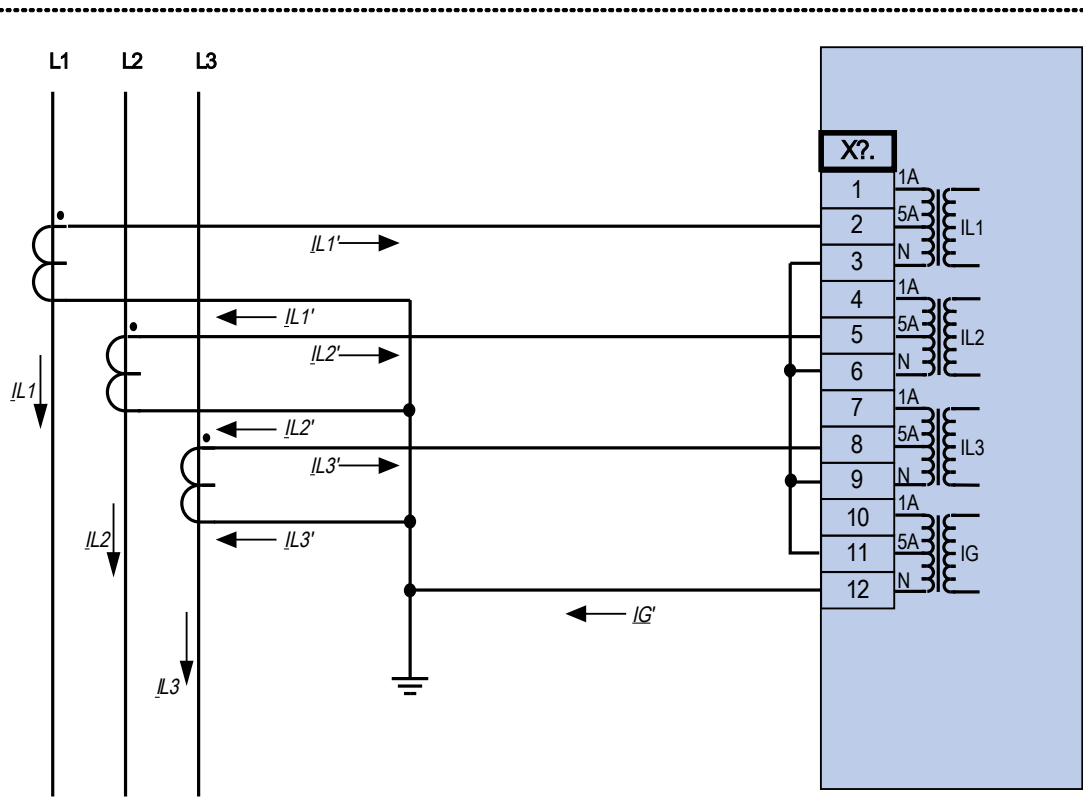 L1 L2 L3
X?.
1 1A
2 5A IL1
3 N
4 1A
5 5A IL2
6 N
7 1A
8 5A IL3
9 N
10 1A
11 5A IG
12 N
IL1'
IL1'
IL2'
IL1
IL2'
IL3'
IL2
IL3'
IG'
IL3